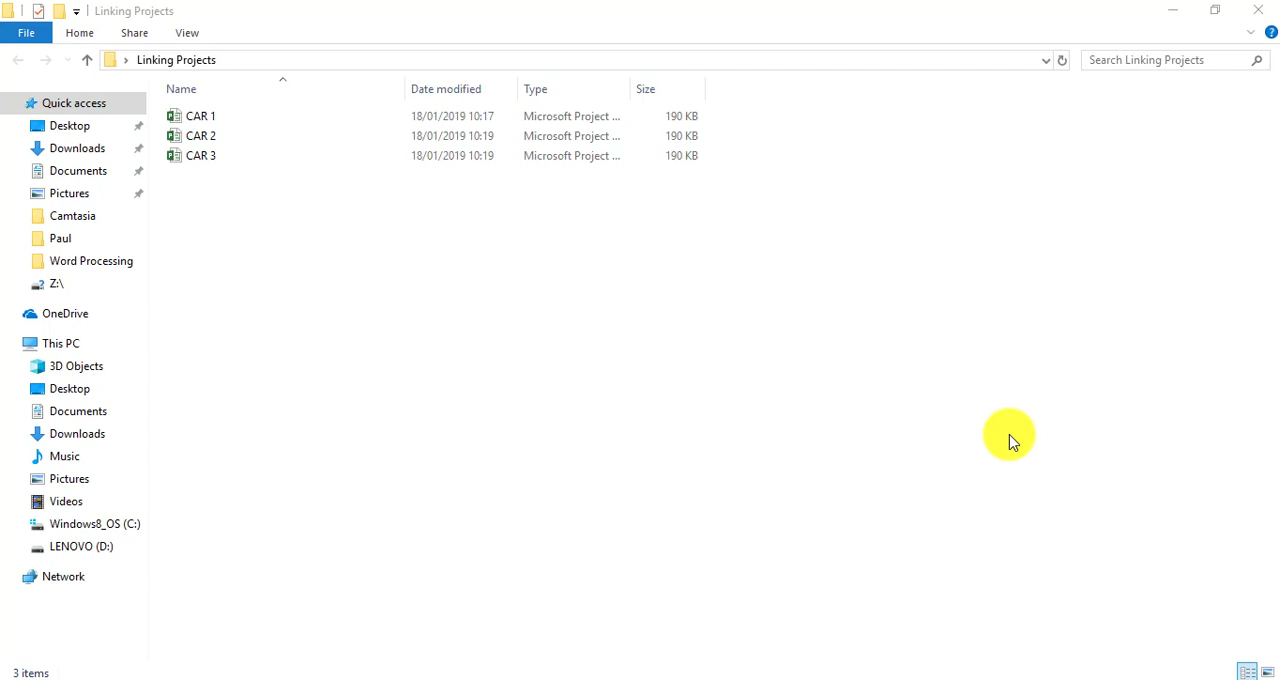 Linking Projects
File Home Share View
Linking Projects
Search Linking Projects
Name Date modified Type Size
CAR 1 18/01/2019 10:17 Microsoft Project ... 190 KB
CAR 2 18/01/2019 10:19 Microsoft Project ... 190 KB
CAR 3 18/01/2019 10:19 Microsoft Project ... 190 KB
Quick access
Desktop
Downloads
Documents
Pictures
Camtasia
Paul
Word Processing
Z:\
OneDrive
This PC
3D Objects
Desktop
Documents
Downloads
Music
Pictures
Videos
Windows8_OS (C:)
LENOVO (D:)
Network
3 items